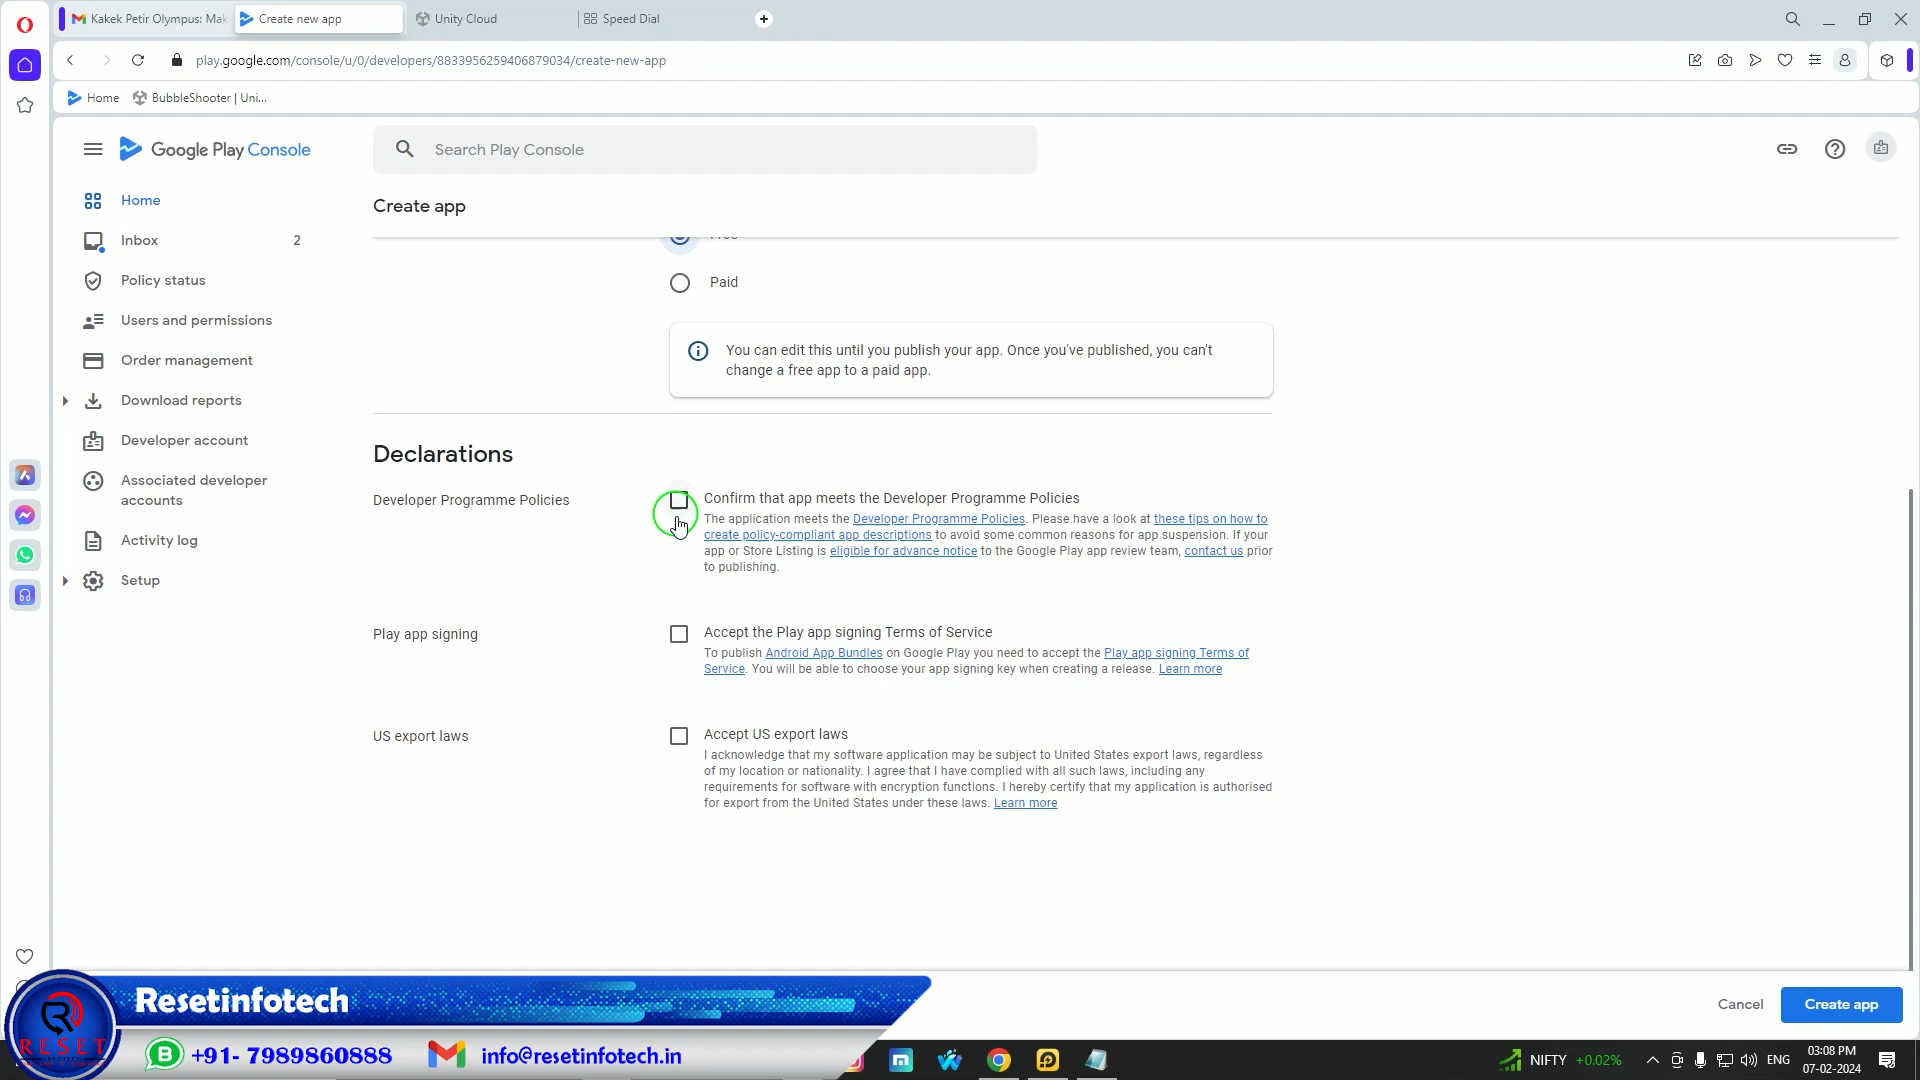 Kakek Petir Olympus: Mak
Create new app
Unity Cloud
Speed Dial
play.google.com/console/u/0/developers/8833956259406879034/create-new-app
Home
BubbleShooter | Uni...
Google Play Console
Search Play Console
Create app
Home
Inbox 2
Policy status
Users and permissions
Order management
Download reports
Developer account
Associated developer
accounts
Activity log
Setup
Free
Paid
You can edit this until you publish your app. Once you've published, you can't
change a free app to a paid app.
Declarations
Developer Programme Policies
Confirm that app meets the Developer Programme Policies
The application meets the Developer Programme Policies. Please have a look at these tips on how to
create policy-compliant app descriptions to avoid some common reasons for app suspension. If your
app or Store Listing is eligible for advance notice to the Google Play app review team, contact us prior
to publishing.
Play app signing
Accept the Play app signing Terms of Service
To publish Android App Bundles on Google Play you need to accept the Play app signing Terms of
Service. You will be able to choose your app signing key when creating a release. Learn more
US export laws
Accept US export laws
I acknowledge that my software application may be subject to United States export laws, regardless
of my location or nationality. I agree that I have complied with all such laws, including any
requirements for software with encryption functions. I hereby certify that my application is authorised
for export from the United States under these laws. Learn more
Cancel
Create app
Resetinfotech
RESET
INFOTECH
+91- 7989860888
info@resetinfotech.in
NIFTY +0.02%
ENG
03:08 PM
07-02-2024